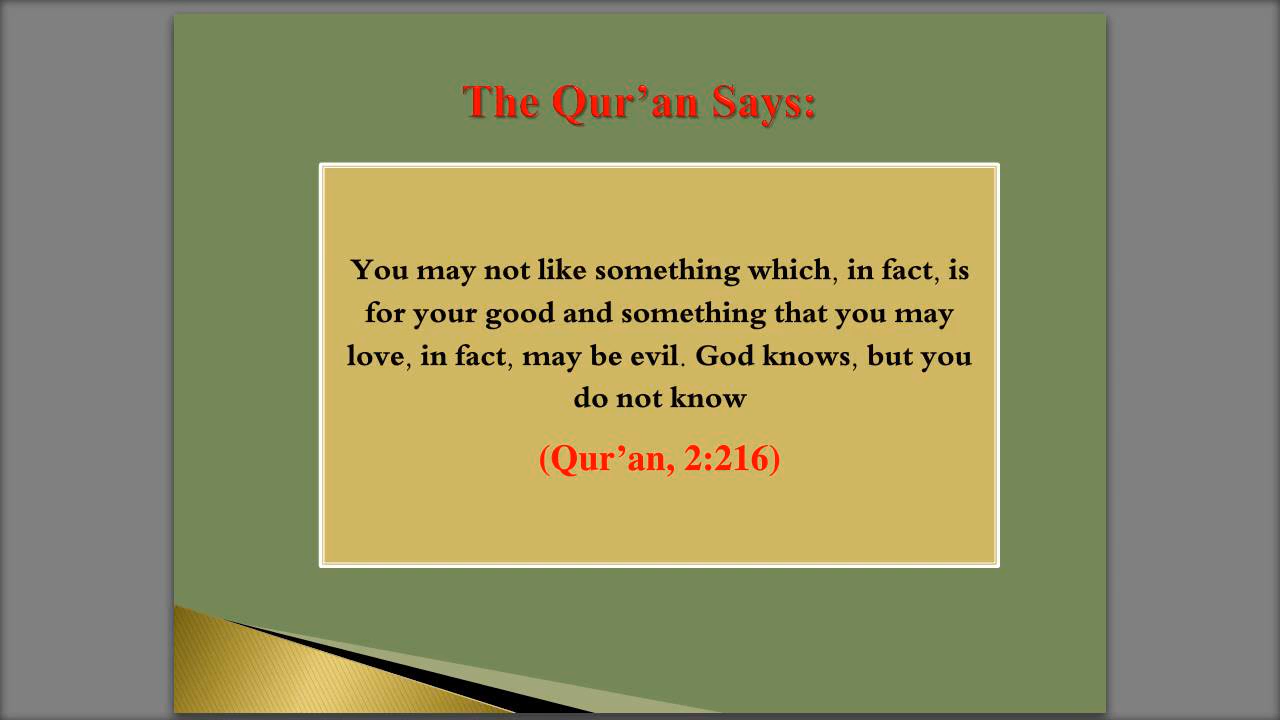 The Qur’an Says:
You may not like something which, in fact, is
for your good and something that you may
love, in fact, may be evil. God knows, but you
do not know
(Qur’an, 2:216)